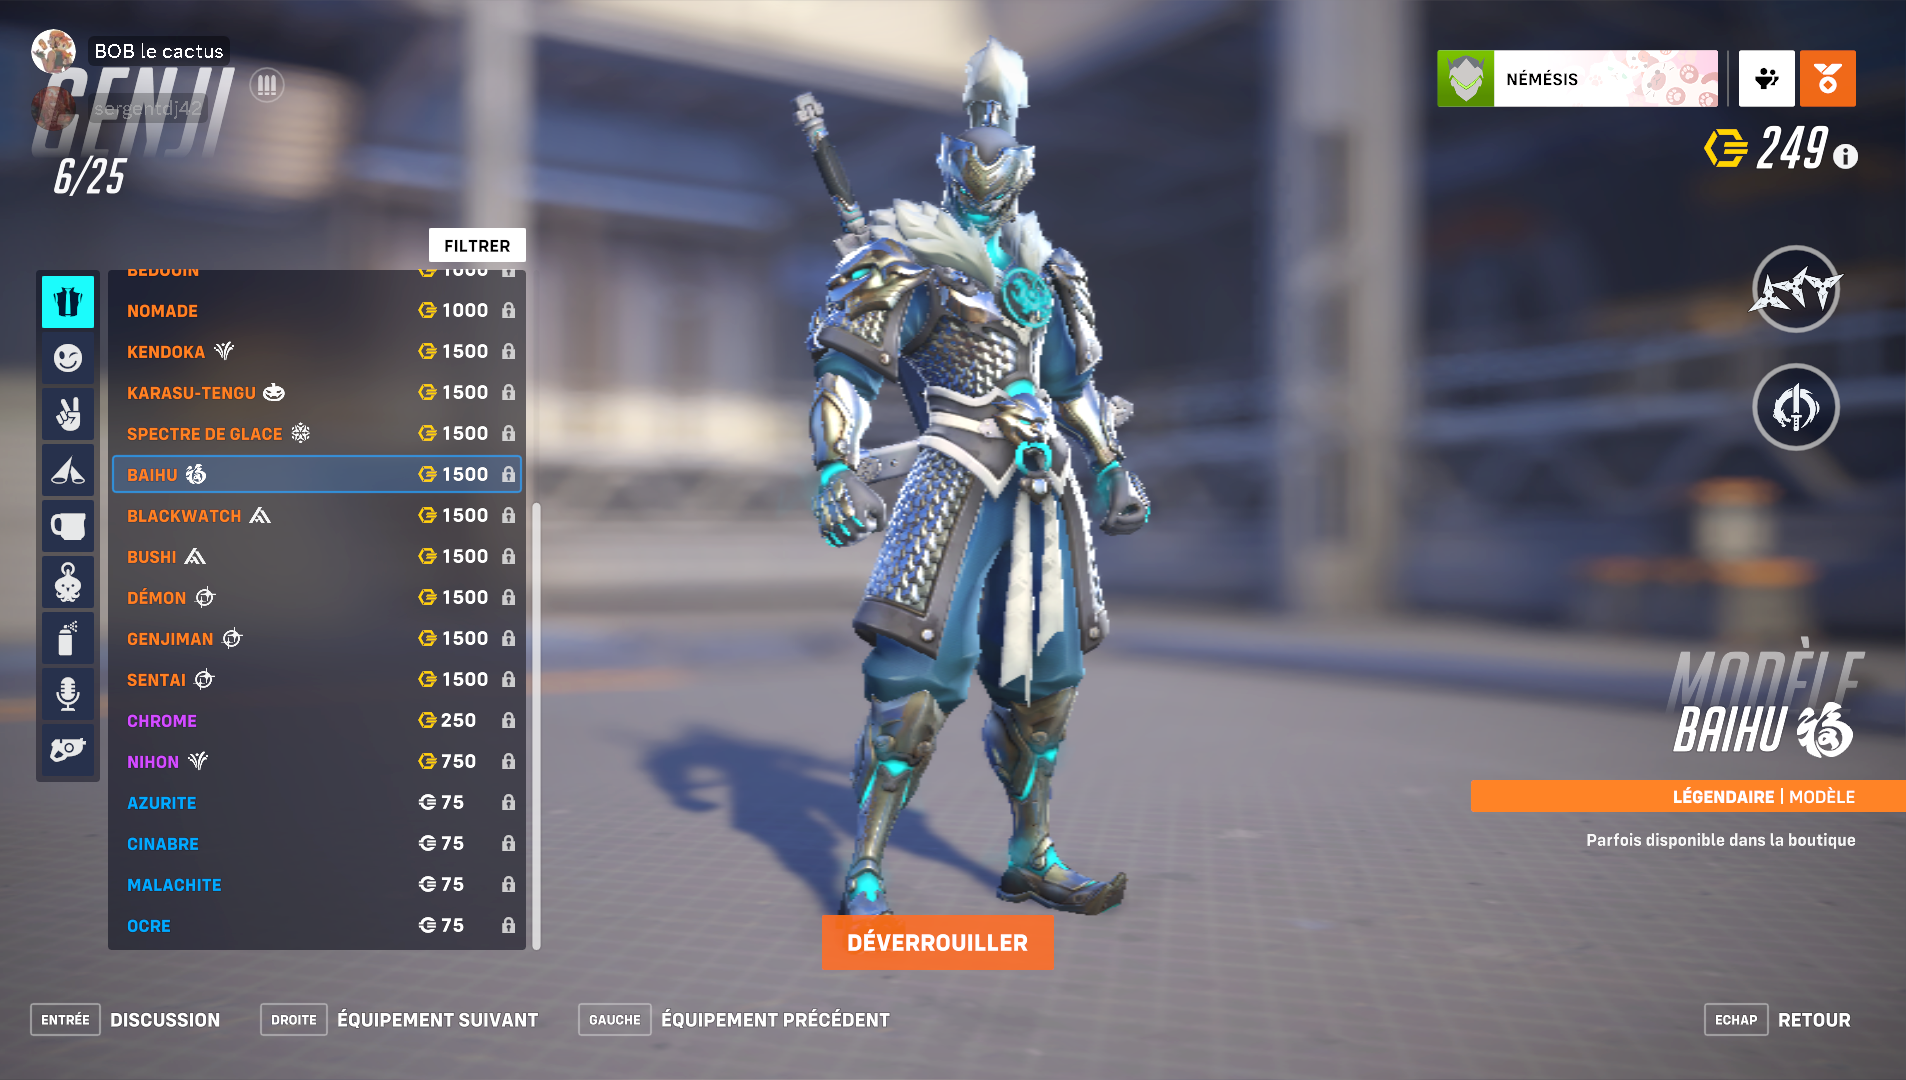 BOB le cactus
GENJI
sergehtdj42
6/25
NÉMÉSIS
249
FILTRER
BÉDOUIN 1000
NOMADE 1000
KENDOKA 1500
KARASU-TENGU 1500
SPECTRE DE GLACE 1500
BAIHU 1500
BLACKWATCH 1500
BUSHI 1500
DÉMON 1500
GENJIMAN 1500
SENTAI 1500
CHROME 250
NIHON 750
AZURITE 75
CINABRE 75
MALACHITE 75
OCRE 75
MODÈLE
BAIHU
LÉGENDAIRE | MODÈLE
Parfois disponible dans la boutique
DÉVERROUILLER
ENTRÉE DISCUSSION
DROITE ÉQUIPEMENT SUIVANT
GAUCHE ÉQUIPEMENT PRÉCÉDENT
ECHAP RETOUR